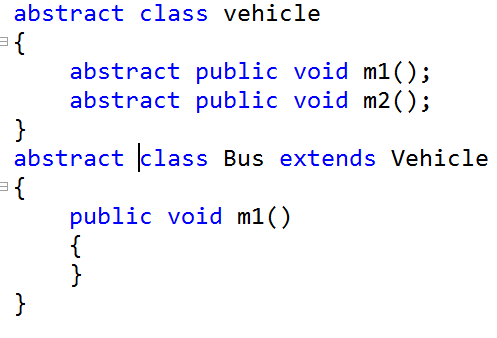 abstract class vehicle
{
    abstract public void m1();
    abstract public void m2();
}
abstract class Bus extends Vehicle
{
    public void m1()
    {
    }
}